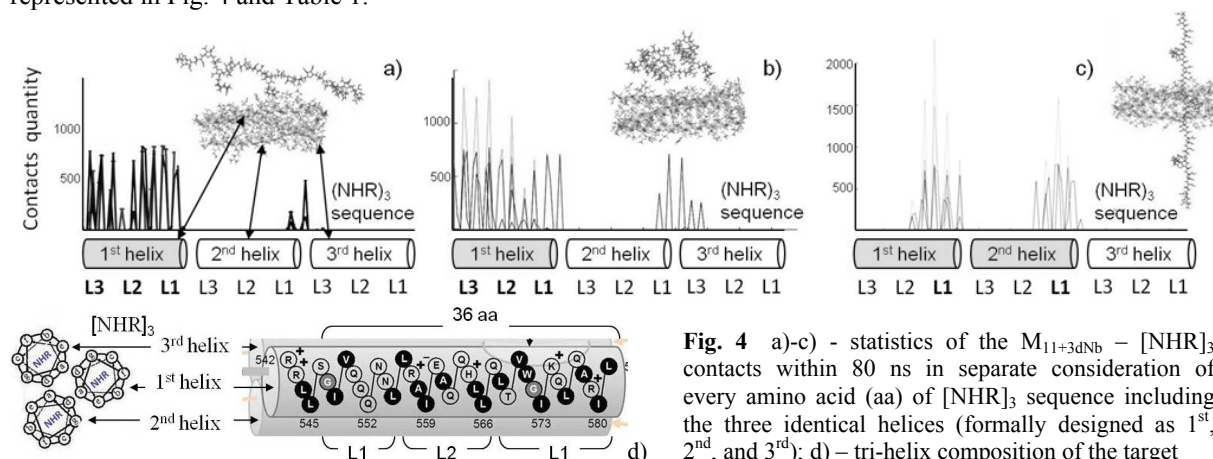 represented in Fig. 4 and Table 1.
a)
b)
c)
Contacts quantity
1000
500
1000
500
2000
1500
1000
500
(NHR)3 sequence
(NHR)3 sequence
(NHR)3 sequence
1st helix 2nd helix 3rd helix
1st helix 2nd helix 3rd helix
1st helix 2nd helix 3rd helix
L3 L2 L1 L3 L2 L1 L3 L2 L1
L3 L2 L1 L3 L2 L1 L3 L2 L1
L3 L2 L1 L3 L2 L1 L3 L2 L1
[NHR]3
3rd helix
1st helix
2nd helix
NHR
NHR
NHR
36 aa
542
545 552 559 566 573 580
L1 L2 L1
d)
Fig. 4 a)-c) - statistics of the M11+3dNb – [NHR]3
contacts within 80 ns in separate consideration of
every amino acid (aa) of [NHR]3 sequence including
the three identical helices (formally designed as 1st,
2nd, and 3rd); d) – tri-helix composition of the target